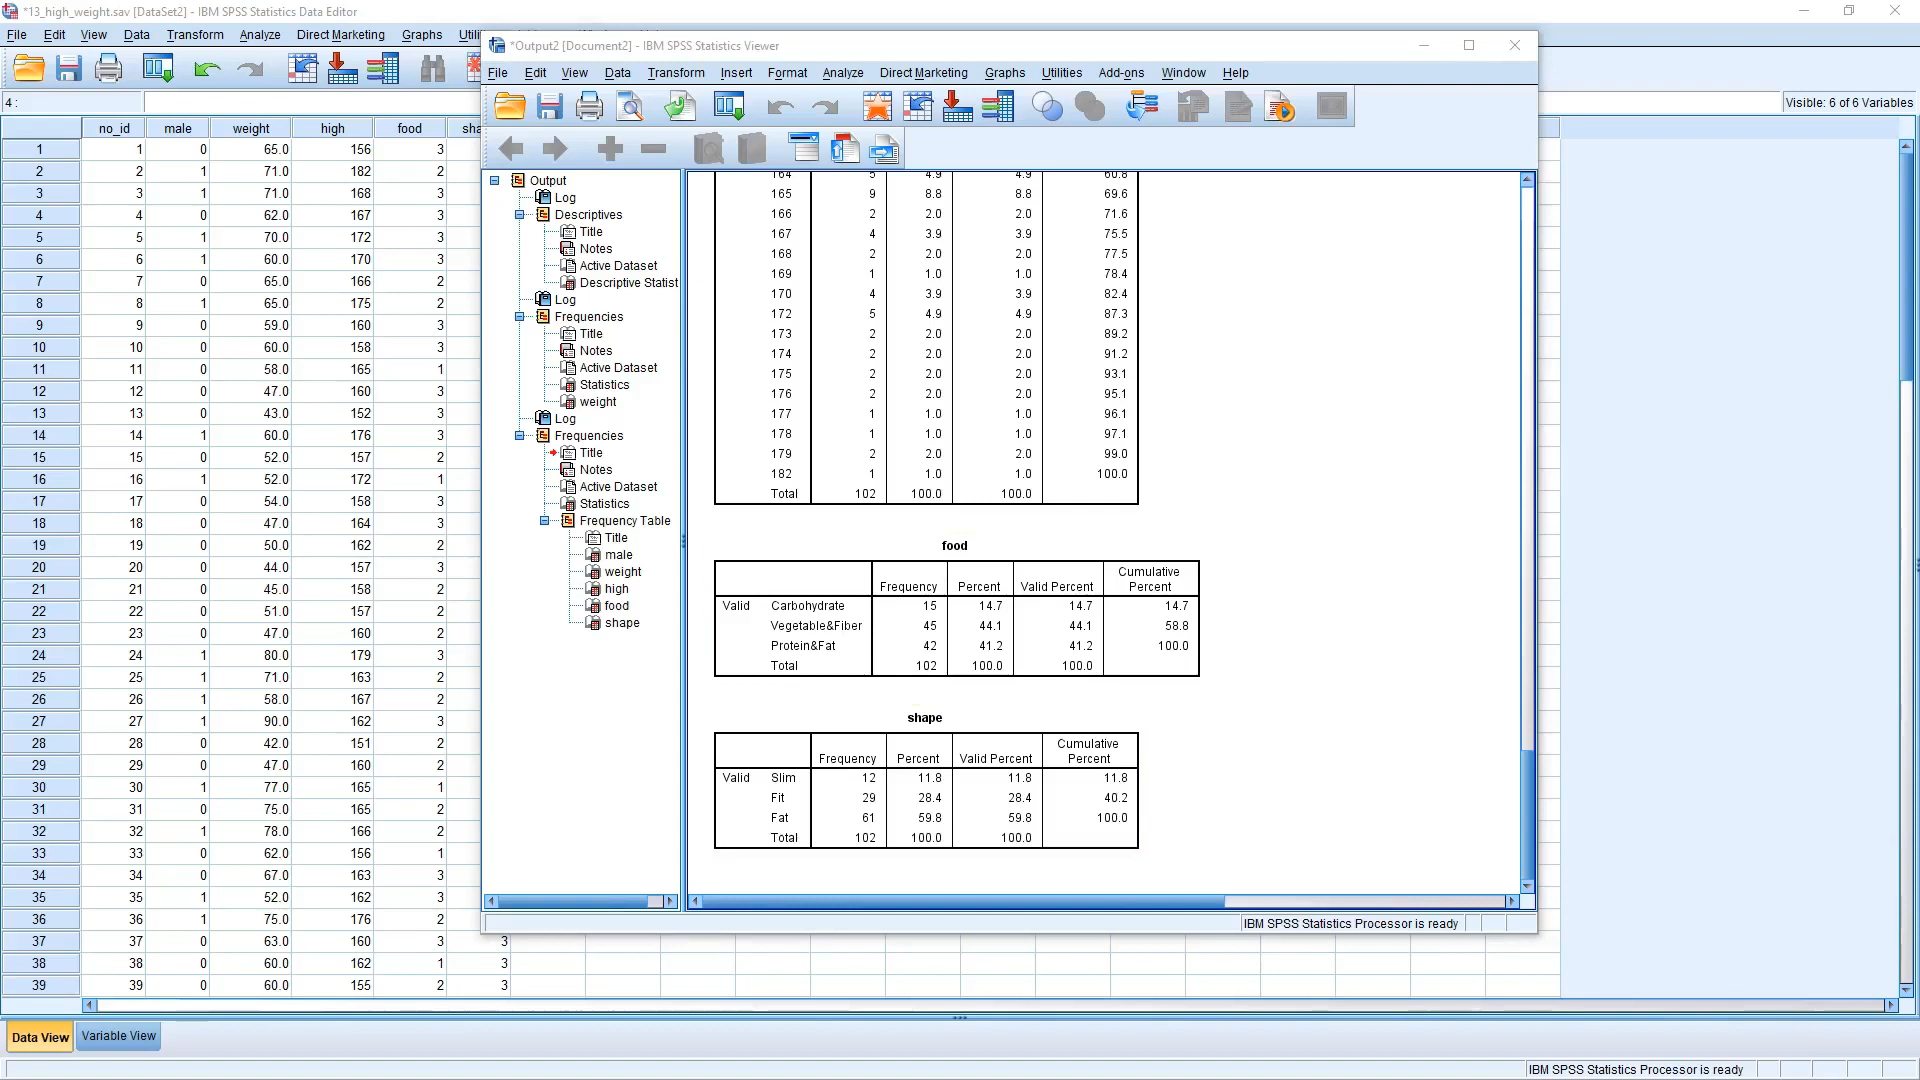 *13_high_weight.sav [DataSet2] - IBM SPSS Statistics Data Editor
File Edit View Data Transform Analyze Direct Marketing Graphs
4 :
Visible: 6 of 6 Variables
no_id male weight high food
1 1 0 65.0 156 3
2 2 1 71.0 182 2
3 3 1 71.0 168 3
4 4 0 62.0 167 3
5 5 1 70.0 172 3
6 6 1 60.0 170 3
7 7 0 65.0 166 2
8 8 1 65.0 175 2
9 9 0 59.0 160 3
10 10 0 60.0 158 3
11 11 0 58.0 165 1
12 12 0 47.0 160 3
13 13 0 43.0 152 3
14 14 1 60.0 176 3
15 15 0 52.0 157 2
16 16 1 52.0 172 1
17 17 0 54.0 158 3
18 18 0 47.0 164 3
19 19 0 50.0 162 2
20 20 0 44.0 157 3
21 21 0 45.0 158 2
22 22 0 51.0 157 2
23 23 0 47.0 160 2
24 24 1 80.0 179 3
25 25 1 71.0 163 2
26 26 1 58.0 167 2
27 27 1 90.0 162 3
28 28 0 42.0 151 2
29 29 0 47.0 160 2
30 30 1 77.0 165 1
31 31 0 75.0 165 2
32 32 1 78.0 166 2
33 33 0 62.0 156 1
34 34 0 67.0 163 3
35 35 1 52.0 162 3
36 36 1 75.0 176 2
37 37 0 63.0 160 3 3
38 38 0 60.0 162 1 3
39 39 0 60.0 155 2 3
Data View Variable View
IBM SPSS Statistics Processor is ready
*Output2 [Document2] - IBM SPSS Statistics Viewer
File Edit View Data Transform Insert Format Analyze Direct Marketing Graphs Utilities Add-ons Window Help
Output
Log
Descriptives
Title
Notes
Active Dataset
Descriptive Statist
Log
Frequencies
Title
Notes
Active Dataset
Statistics
weight
Log
Frequencies
Title
Notes
Active Dataset
Statistics
Frequency Table
Title
male
weight
high
food
shape
164 5 4.9 4.9 60.8
165 9 8.8 8.8 69.6
166 2 2.0 2.0 71.6
167 4 3.9 3.9 75.5
168 2 2.0 2.0 77.5
169 1 1.0 1.0 78.4
170 4 3.9 3.9 82.4
172 5 4.9 4.9 87.3
173 2 2.0 2.0 89.2
174 2 2.0 2.0 91.2
175 2 2.0 2.0 93.1
176 2 2.0 2.0 95.1
177 1 1.0 1.0 96.1
178 1 1.0 1.0 97.1
179 2 2.0 2.0 99.0
182 1 1.0 1.0 100.0
Total 102 100.0 100.0
food
Frequency Percent Valid Percent Cumulative Percent
Valid Carbohydrate 15 14.7 14.7 14.7
Vegetable&Fiber 45 44.1 44.1 58.8
Protein&Fat 42 41.2 41.2 100.0
Total 102 100.0 100.0
shape
Frequency Percent Valid Percent Cumulative Percent
Valid Slim 12 11.8 11.8 11.8
Fit 29 28.4 28.4 40.2
Fat 61 59.8 59.8 100.0
Total 102 100.0 100.0
IBM SPSS Statistics Processor is ready